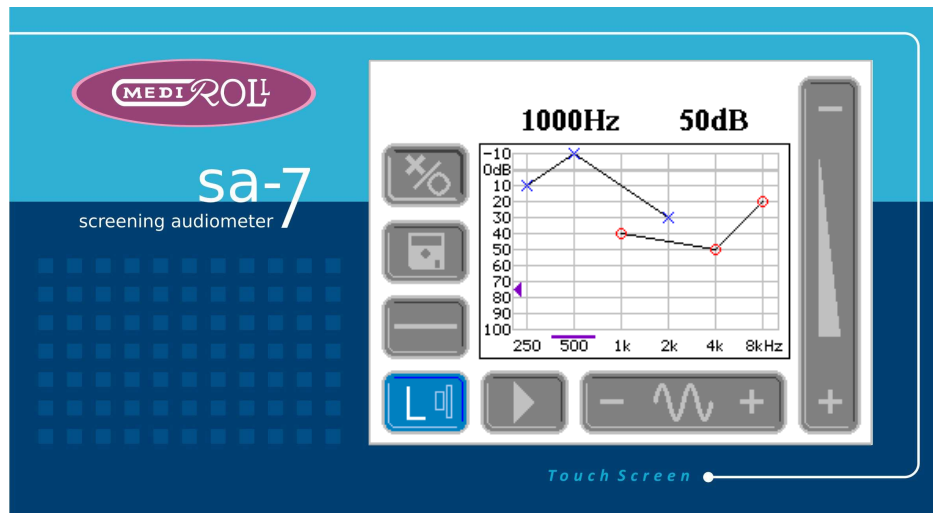 MEDIROLL
sa-7
screening audiometer
1000Hz 50dB
-10
0dB
10
20
30
40
50
60
70
80
90
100
250 500 1k 2k 4k 8kHz
L
Touch Screen